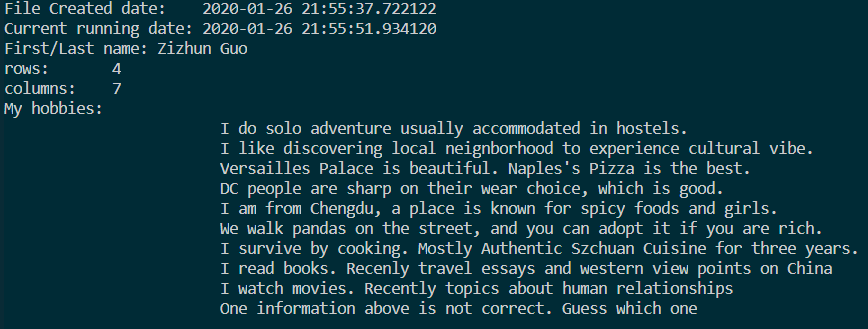 File Created date: 2020-01-26 21:55:37.722122
Current running date: 2020-01-26 21:55:51.934120
First/Last name: Zizhun Guo
rows: 4
columns: 7
My hobbies:
I do solo adventure usually accommodated in hostels.
I like discovering local neignborhood to experience cultural vibe.
Versailles Palace is beautiful. Naples's Pizza is the best.
DC people are sharp on their wear choice, which is good.
I am from Chengdu, a place is known for spicy foods and girls.
We walk pandas on the street, and you can adopt it if you are rich.
I survive by cooking. Mostly Authentic Szchuan Cuisine for three years.
I read books. Recenly travel essays and western view points on China
I watch movies. Recently topics about human relationships
One information above is not correct. Guess which one